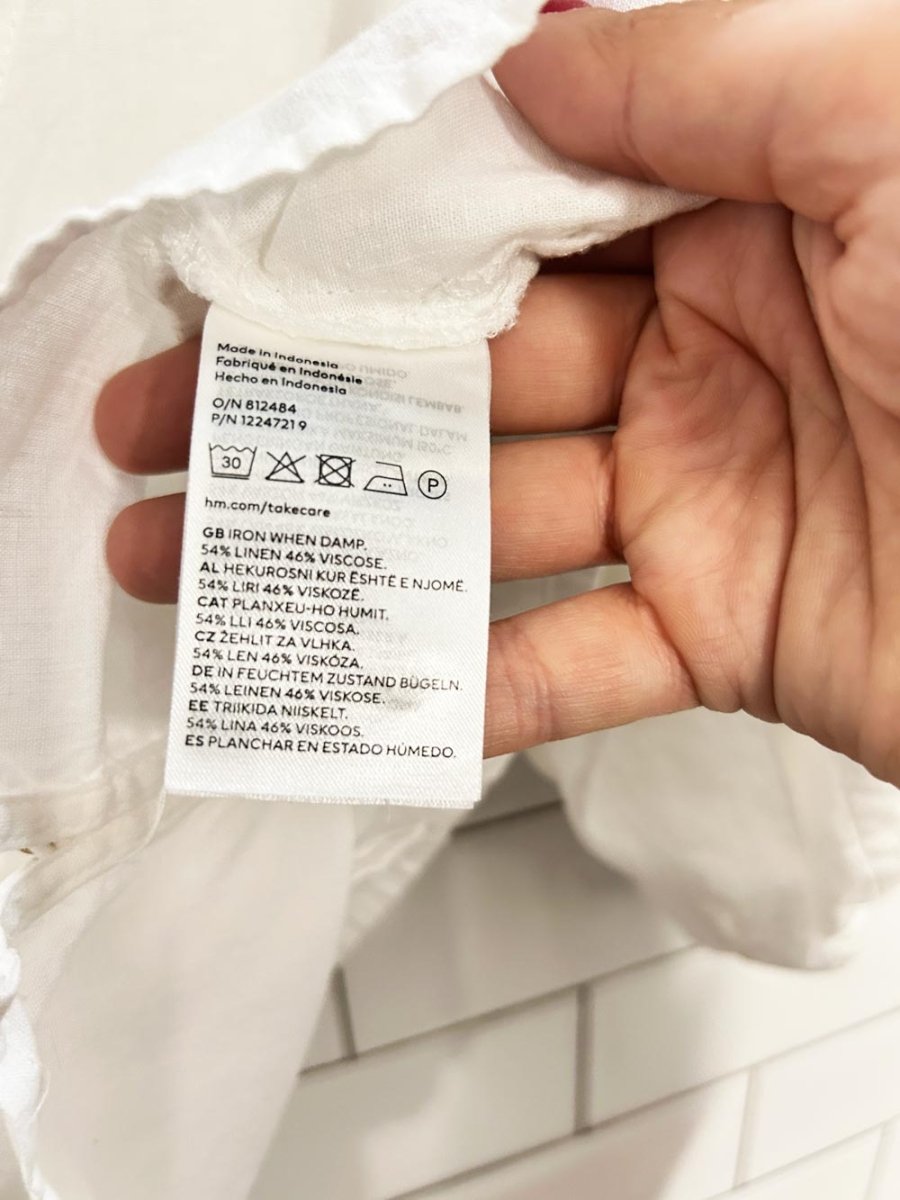 Made in Indonesia
Fabriqué en Indonésie
Hecho en Indonesia
O/N 812484
P/N 1224721 9
30
P
hm.com/takecare
GB IRON WHEN DAMP.
54% LINEN 46% VISCOSE.
AL HEKUROSNI KUR ËSHTË E NJOMË.
54% LIRI 46% VISKOZË.
CAT PLANXEU-HO HUMIT.
54% LLI 46% VISCOSA.
CZ ŽEHLIT ZA VLHKA.
54% LEN 46% VISKÓZA.
DE IN FEUCHTEM ZUSTAND BÜGELN.
54% LEINEN 46% VISKOSE.
EE TRIIKIDA NIISKELT.
54% LINA 46% VISKOOS.
ES PLANCHAR EN ESTADO HÚMEDO.